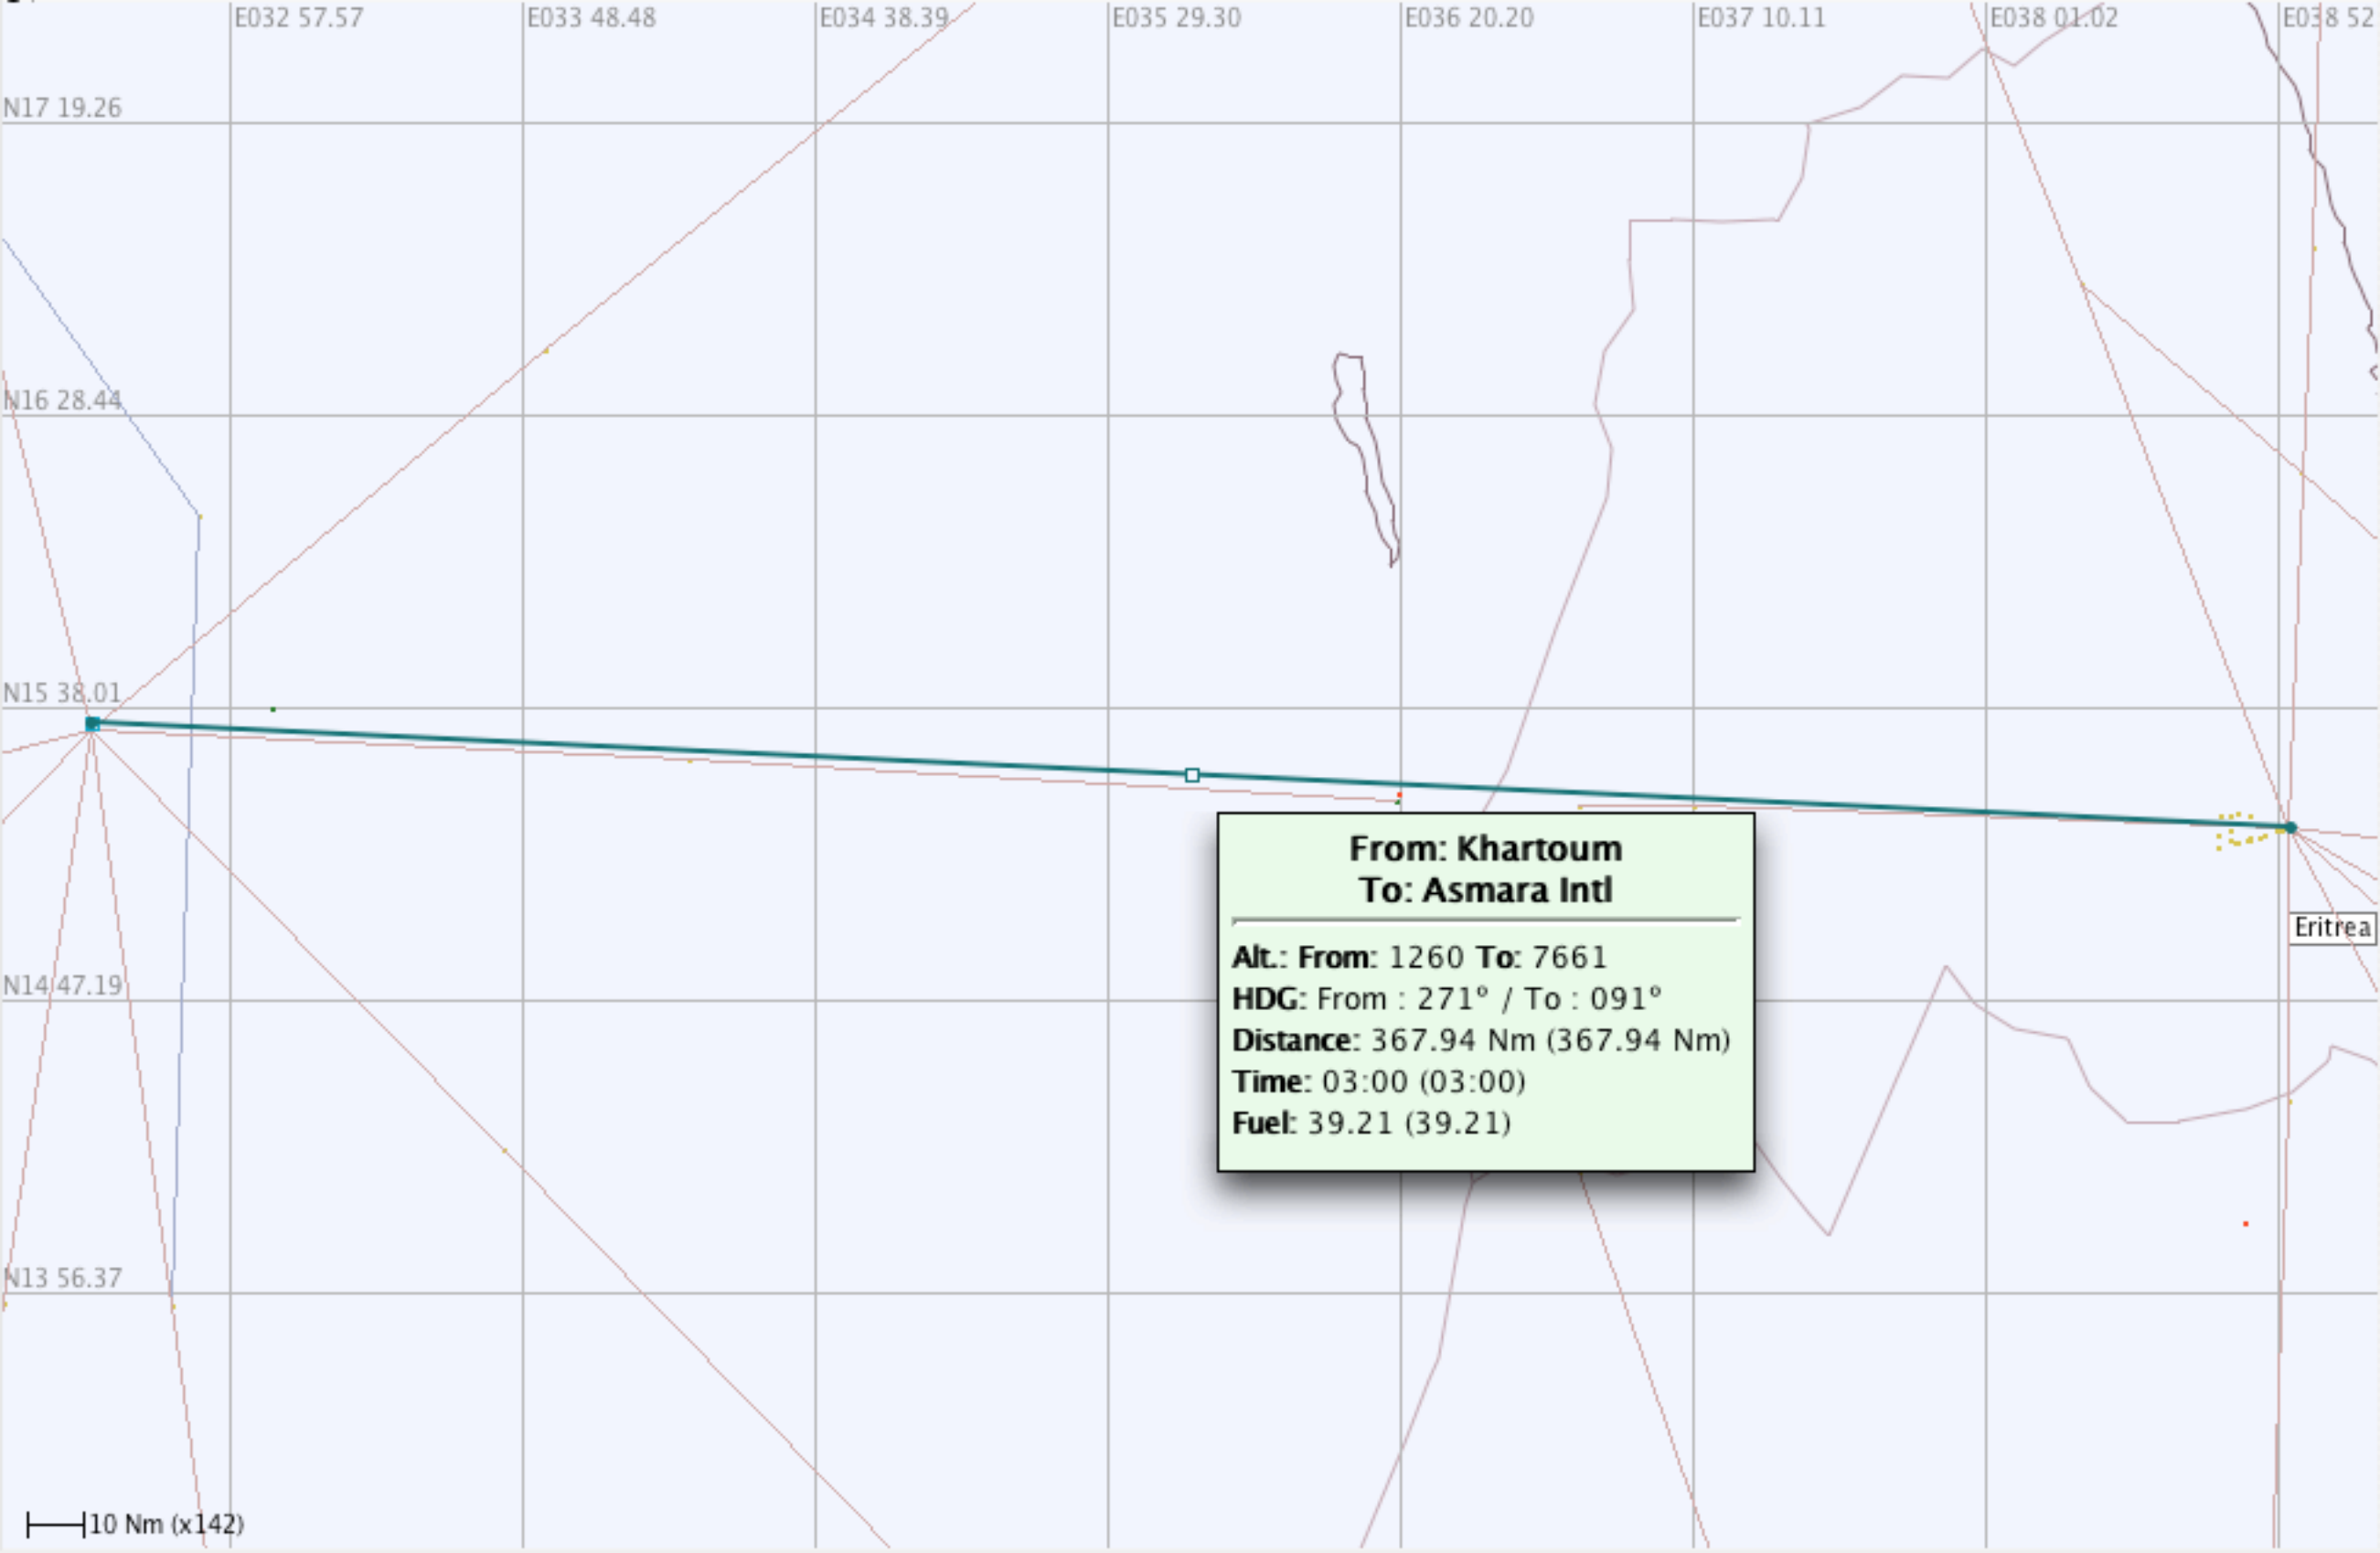 E032 57.57
E033 48.48
E034 38.39
E035 29.30
E036 20.20
E037 10.11
E038 01.02
E038 52
N17 19.26
N16 28.44
N15 38.01
From: Khartoum
To: Asmara Intl
Alt.: From: 1260 To: 7661
HDG: From : 271° / To : 091°
Distance: 367.94 Nm (367.94 Nm)
Time: 03:00 (03:00)
Fuel: 39.21 (39.21)
Eritrea
N14 47.19
N13 56.37
10 Nm (x142)